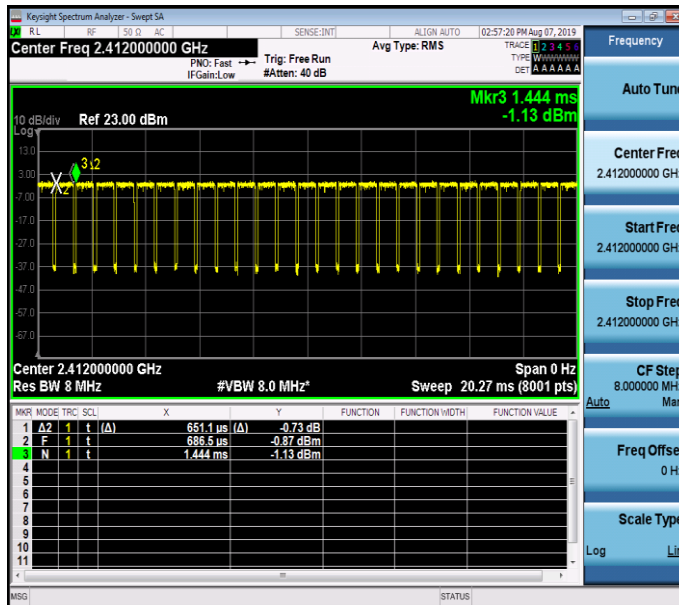 Keysight Spectrum Analyzer - Swept SA
RL RF 50 Ω AC SENSE:INT ALIGN AUTO 02:57:20 PM Aug 07, 2019
Center Freq 2.412000000 GHz
PNO: Fast
IFGain:Low
Trig: Free Run
#Atten: 40 dB
Avg Type: RMS
TRACE 1 2 3 4 5 6
TYPE WWWWWW
DET A A A A A A
Mkr3 1.444 ms
-1.13 dBm
10 dB/div Ref 23.00 dBm
Log
13.0
3.00
-7.00
-17.0
-27.0
-37.0
-47.0
-57.0
-67.0
3Δ2
2
Center 2.412000000 GHz Span 0 Hz
Res BW 8 MHz #VBW 8.0 MHz* Sweep 20.27 ms (8001 pts)
MKR MODE TRC SCL X Y FUNCTION FUNCTION WIDTH FUNCTION VALUE
1 Δ2 1 t (Δ) 651.1 µs (Δ) -0.73 dB
2 F 1 t 686.5 µs -0.87 dBm
3 N 1 t 1.444 ms -1.13 dBm
4
5
6
7
8
9
10
11
MSG STATUS
Frequency
Auto Tune
Center Freq
2.412000000 GHz
Start Freq
2.412000000 GHz
Stop Freq
2.412000000 GHz
CF Step
8.000000 MHz
Auto Man
Freq Offset
0 Hz
Scale Type
Log Lin